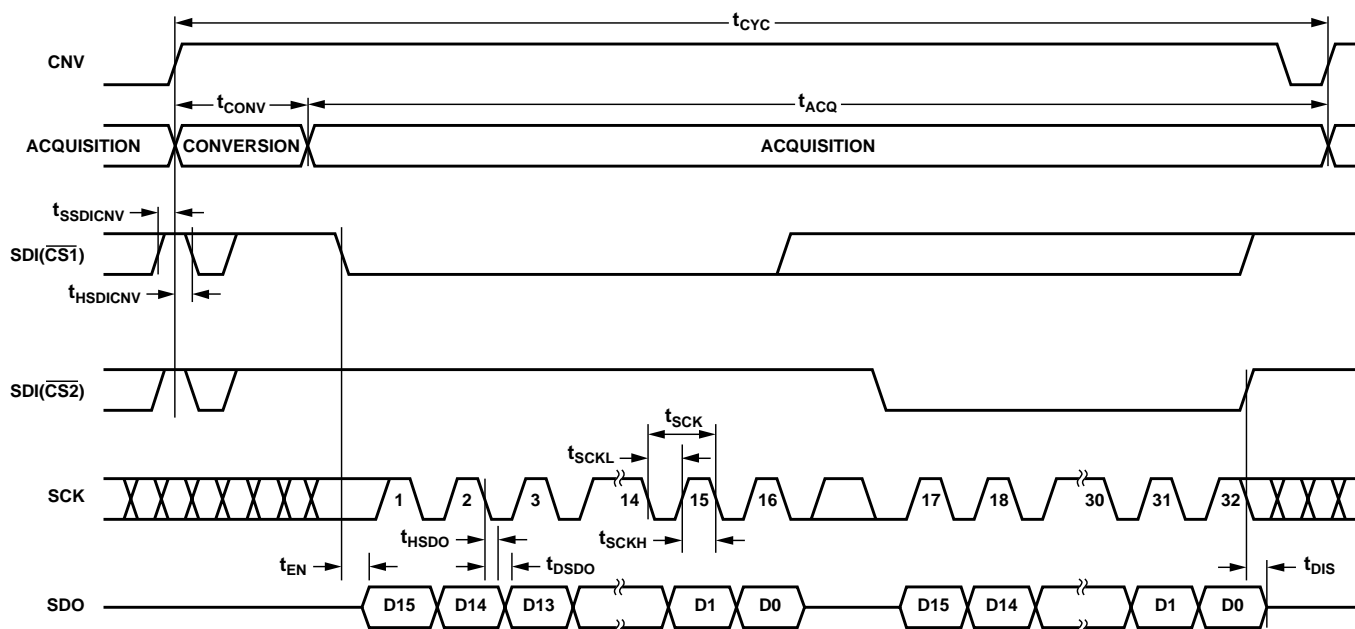 tCYC
CNV
tCONV
tACQ
ACQUISITION CONVERSION ACQUISITION
tSSDICNV
SDI(CS1)
tHSDICNV
SDI(CS2)
tSCK
tSCKL
SCK 1 2 3 14 15 16 17 18 30 31 32
tHSDO tSCKH
tEN tDSDO tDIS
SDO D15 D14 D13 D1 D0 D15 D14 D1 D0